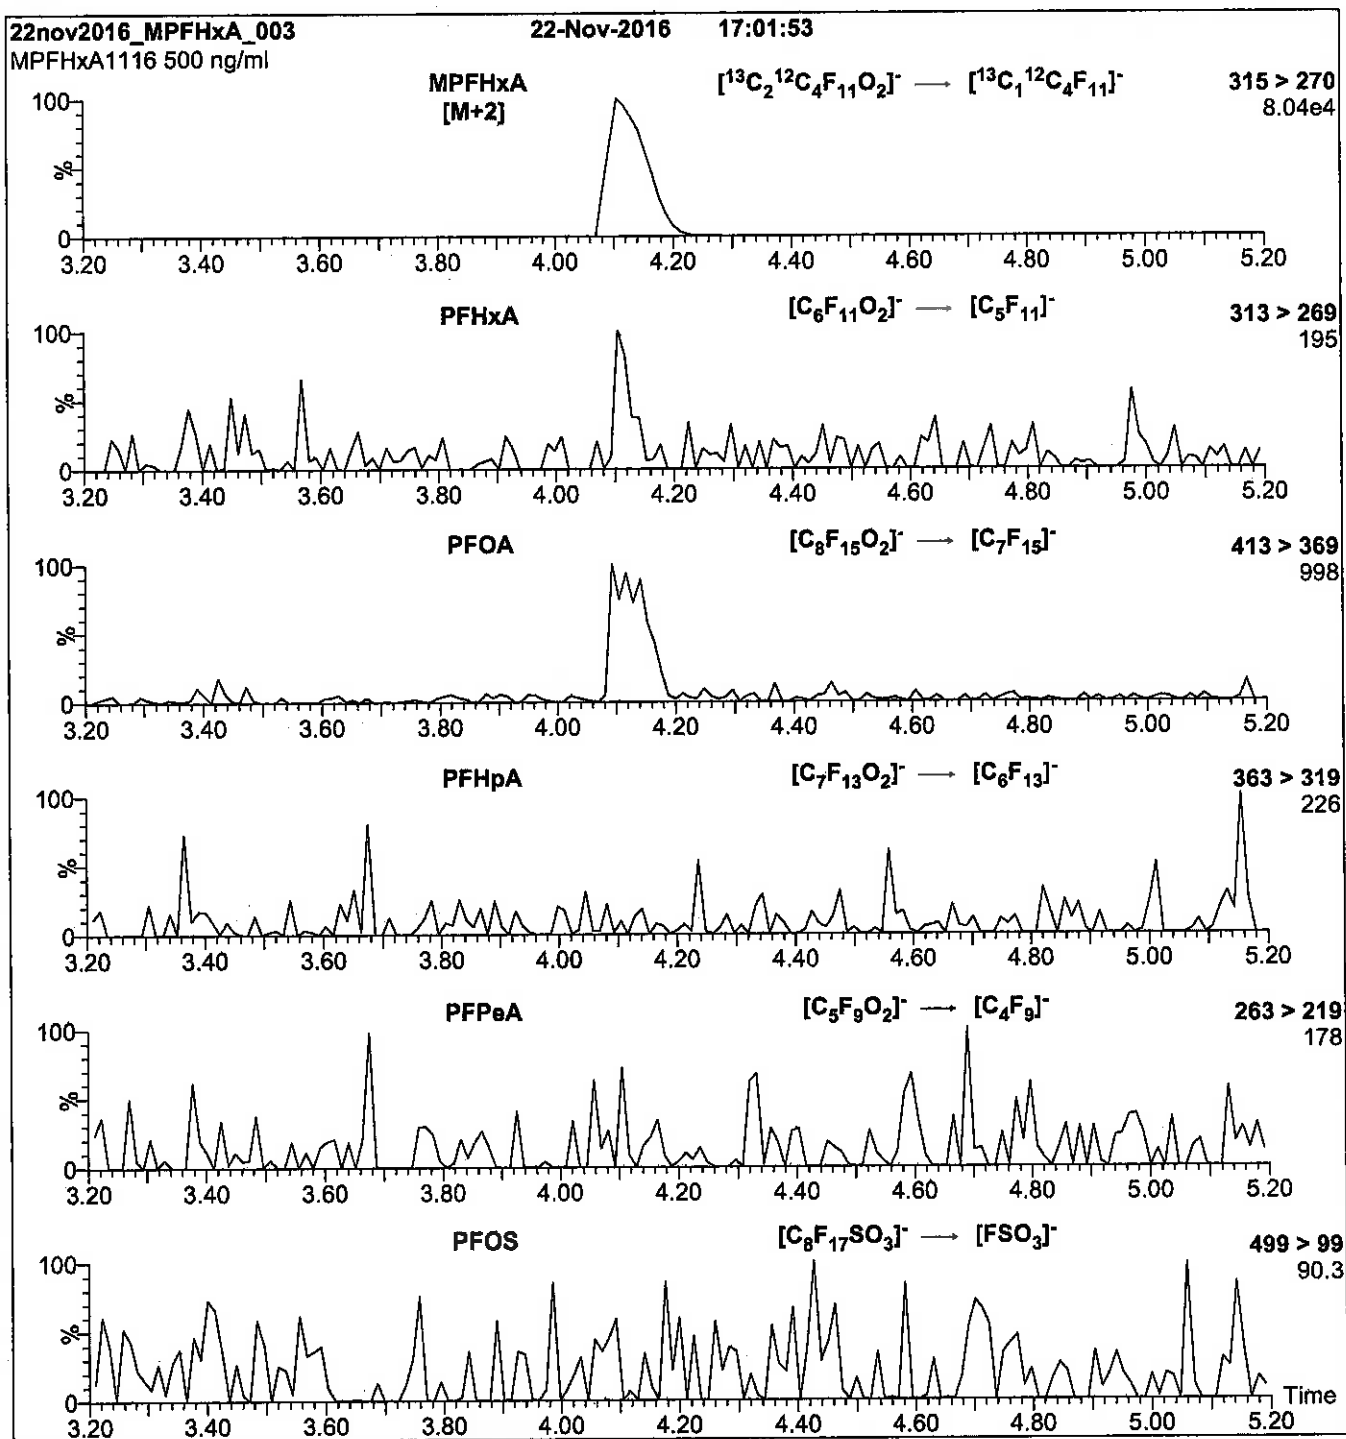 22nov2016_MPFHxA_003 22-Nov-2016 17:01:53
MPFHxA1116 500 ng/ml
MPFHxA [¹³C₂¹²C₄F₁₁O₂]⁻ → [¹³C₁¹²C₄F₁₁]⁻ 315 > 270
[M+2] 8.04e4
100
%
0
3.20 3.40 3.60 3.80 4.00 4.20 4.40 4.60 4.80 5.00 5.20
PFHxA [C₆F₁₁O₂]⁻ → [C₅F₁₁]⁻ 313 > 269
195
100
%
0
3.20 3.40 3.60 3.80 4.00 4.20 4.40 4.60 4.80 5.00 5.20
PFOA [C₈F₁₅O₂]⁻ → [C₇F₁₅]⁻ 413 > 369
998
100
%
0
3.20 3.40 3.60 3.80 4.00 4.20 4.40 4.60 4.80 5.00 5.20
PFHpA [C₇F₁₃O₂]⁻ → [C₆F₁₃]⁻ 363 > 319
226
100
%
0
3.20 3.40 3.60 3.80 4.00 4.20 4.40 4.60 4.80 5.00 5.20
PFPeA [C₅F₉O₂]⁻ → [C₄F₉]⁻ 263 > 219
178
100
%
0
3.20 3.40 3.60 3.80 4.00 4.20 4.40 4.60 4.80 5.00 5.20
PFOS [C₈F₁₇SO₃]⁻ → [FSO₃]⁻ 499 > 99
90.3
100
%
0
Time
3.20 3.40 3.60 3.80 4.00 4.20 4.40 4.60 4.80 5.00 5.20